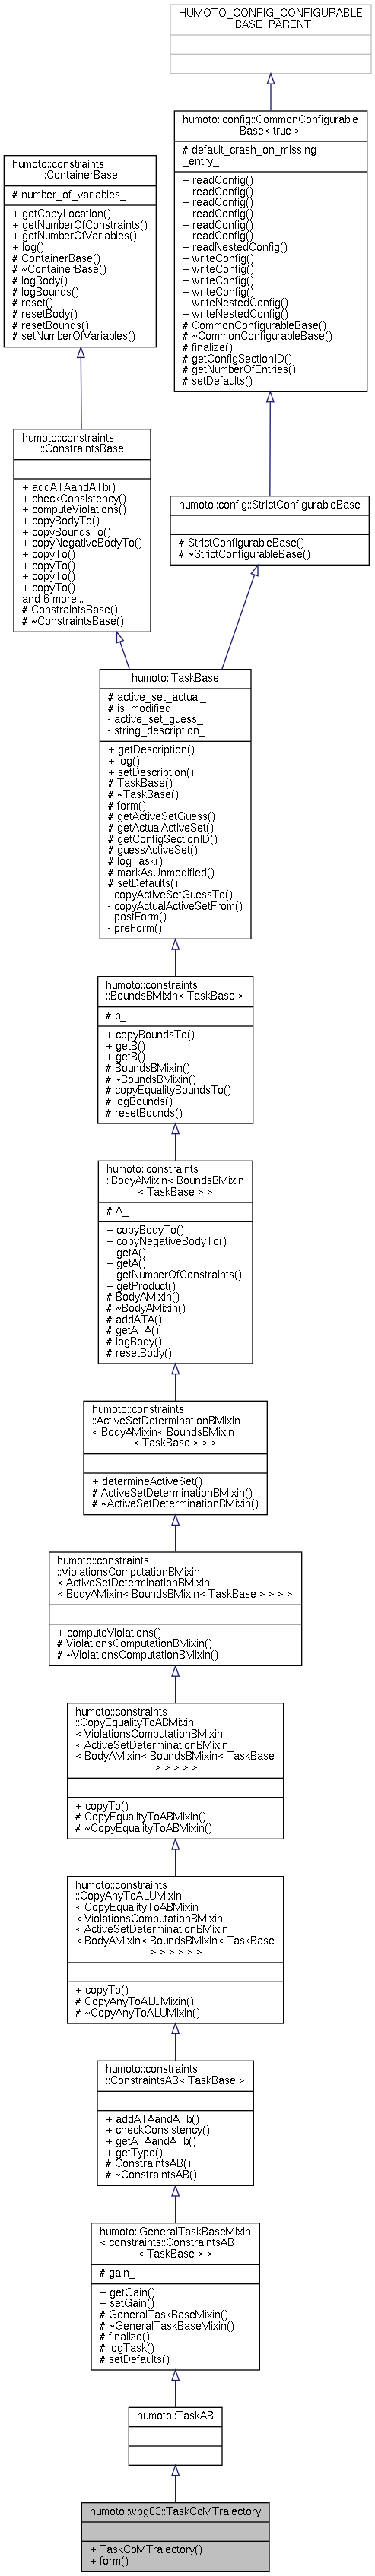 HUMOTO_CONFIG_CONFIGURABLE
_BASE_PARENT
humoto::config::CommonConfigurable
Base< true >
# default_crash_on_missing
_entry_
+ readConfig()
+ readConfig()
+ readConfig()
+ readConfig()
+ readConfig()
+ readConfig()
+ readNestedConfig()
+ writeConfig()
+ writeConfig()
+ writeConfig()
+ writeConfig()
+ writeNestedConfig()
+ writeNestedConfig()
# CommonConfigurableBase()
# ~CommonConfigurableBase()
# finalize()
# getConfigSectionID()
# getNumberOfEntries()
# setDefaults()
humoto::constraints
::ContainerBase
# number_of_variables_
+ getCopyLocation()
+ getNumberOfConstraints()
+ getNumberOfVariables()
+ log()
# ContainerBase()
# ~ContainerBase()
# logBody()
# logBounds()
# reset()
# resetBody()
# resetBounds()
# setNumberOfVariables()
humoto::constraints
::ConstraintsBase
+ addATAandATb()
+ checkConsistency()
+ computeViolations()
+ copyBodyTo()
+ copyBoundsTo()
+ copyNegativeBodyTo()
+ copyTo()
+ copyTo()
+ copyTo()
+ copyTo()
and 6 more...
# ConstraintsBase()
# ~ConstraintsBase()
humoto::config::StrictConfigurableBase
# StrictConfigurableBase()
# ~StrictConfigurableBase()
humoto::TaskBase
# active_set_actual_
# is_modified_
- active_set_guess_
- string_description_
+ getDescription()
+ log()
+ setDescription()
# TaskBase()
# ~TaskBase()
# form()
# getActiveSetGuess()
# getActualActiveSet()
# getConfigSectionID()
# guessActiveSet()
# logTask()
# markAsUnmodified()
# setDefaults()
- copyActiveSetGuessTo()
- copyActualActiveSetFrom()
- postForm()
- preForm()
humoto::constraints
::BoundsBMixin< TaskBase >
# b_
+ copyBoundsTo()
+ getB()
+ getB()
# BoundsBMixin()
# ~BoundsBMixin()
# copyEqualityBoundsTo()
# logBounds()
# resetBounds()
humoto::constraints
::BodyAMixin< BoundsBMixin
< TaskBase > >
# A_
+ copyBodyTo()
+ copyNegativeBodyTo()
+ getA()
+ getA()
+ getNumberOfConstraints()
+ getProduct()
# BodyAMixin()
# ~BodyAMixin()
# addATA()
# getATA()
# logBody()
# resetBody()
humoto::constraints
::ActiveSetDeterminationBMixin
< BodyAMixin< BoundsBMixin
< TaskBase > > >
+ determineActiveSet()
# ActiveSetDeterminationBMixin()
# ~ActiveSetDeterminationBMixin()
humoto::constraints
::ViolationsComputationBMixin
< ActiveSetDeterminationBMixin
< BodyAMixin< BoundsBMixin< TaskBase > > > >
+ computeViolations()
# ViolationsComputationBMixin()
# ~ViolationsComputationBMixin()
humoto::constraints
::CopyEqualityToABMixin
< ViolationsComputationBMixin
< ActiveSetDeterminationBMixin
< BodyAMixin< BoundsBMixin< TaskBase
> > > > >
+ copyTo()
# CopyEqualityToABMixin()
# ~CopyEqualityToABMixin()
humoto::constraints
::CopyAnyToALUMixin
< CopyEqualityToABMixin
< ViolationsComputationBMixin
< ActiveSetDeterminationBMixin
< BodyAMixin< BoundsBMixin< TaskBase
> > > > > >
+ copyTo()
# CopyAnyToALUMixin()
# ~CopyAnyToALUMixin()
humoto::constraints
::ConstraintsAB< TaskBase >
+ addATAandATb()
+ checkConsistency()
+ getATAandATb()
+ getType()
# ConstraintsAB()
# ~ConstraintsAB()
humoto::GeneralTaskBaseMixin
< constraints::ConstraintsAB
< TaskBase > >
# gain_
+ getGain()
+ setGain()
# GeneralTaskBaseMixin()
# ~GeneralTaskBaseMixin()
# finalize()
# logTask()
# setDefaults()
humoto::TaskAB
humoto::wpg03::TaskCoMTrajectory
+ TaskCoMTrajectory()
+ form()